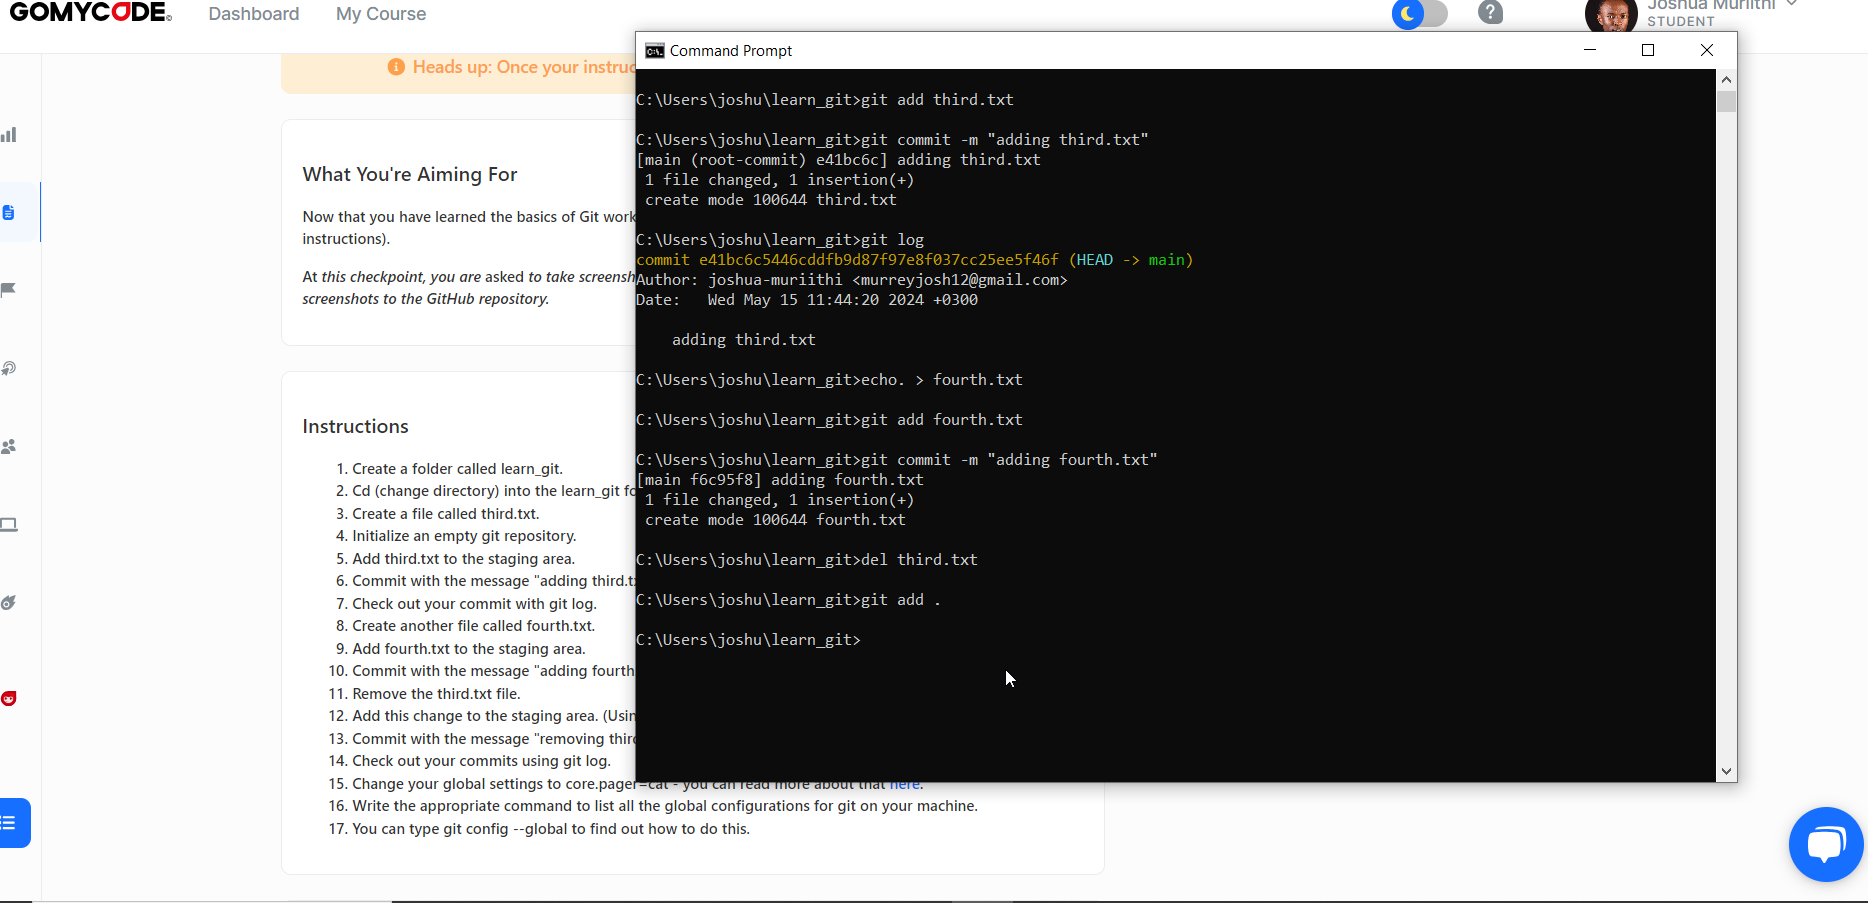 GOMYCODE
Dashboard
My Course
Joshua Muriithi
STUDENT
Heads up: Once your instruc
What You're Aiming For
Now that you have learned the basics of Git work
instructions).
At this checkpoint, you are asked to take screensh
screenshots to the GitHub repository.
Instructions
1. Create a folder called learn_git.
2. Cd (change directory) into the learn_git fo
3. Create a file called third.txt.
4. Initialize an empty git repository.
5. Add third.txt to the staging area.
6. Commit with the message "adding third.tx
7. Check out your commit with git log.
8. Create another file called fourth.txt.
9. Add fourth.txt to the staging area.
10. Commit with the message "adding fourth
11. Remove the third.txt file.
12. Add this change to the staging area. (Usin
13. Commit with the message "removing thir
14. Check out your commits using git log.
15. Change your global settings to core.pager=cat - you can read more about that here.
16. Write the appropriate command to list all the global configurations for git on your machine.
17. You can type git config --global to find out how to do this.
Command Prompt
C:\Users\joshu\learn_git>git add third.txt
C:\Users\joshu\learn_git>git commit -m "adding third.txt"
[main (root-commit) e41bc6c] adding third.txt
1 file changed, 1 insertion(+)
create mode 100644 third.txt
C:\Users\joshu\learn_git>git log
commit e41bc6c5446cddfb9d87f97e8f037cc25ee5f46f (HEAD -> main)
Author: joshua-muriithi <murreyjosh12@gmail.com>
Date:   Wed May 15 11:44:20 2024 +0300
adding third.txt
C:\Users\joshu\learn_git>echo. > fourth.txt
C:\Users\joshu\learn_git>git add fourth.txt
C:\Users\joshu\learn_git>git commit -m "adding fourth.txt"
[main f6c95f8] adding fourth.txt
1 file changed, 1 insertion(+)
create mode 100644 fourth.txt
C:\Users\joshu\learn_git>del third.txt
C:\Users\joshu\learn_git>git add .
C:\Users\joshu\learn_git>